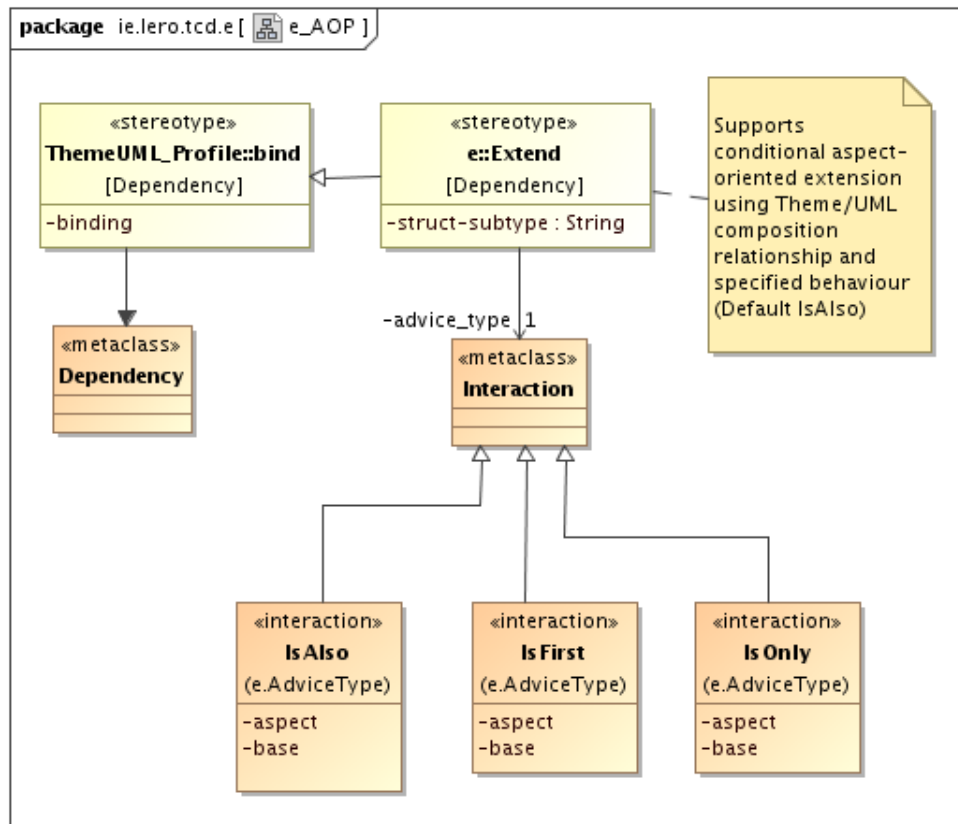 package ie.lero.tcd.e [ e_AOP ]
«stereotype»
ThemeUML_Profile::bind
[Dependency]
-binding
«stereotype»
e::Extend
[Dependency]
-struct-subtype : String
Supports
conditional aspect-
oriented extension
using Theme/UML
composition
relationship and
specified behaviour
(Default IsAlso)
-advice_type 1
«metaclass»
Dependency
«metaclass»
Interaction
«interaction»
IsAlso
(e.AdviceType)
-aspect
-base
«interaction»
IsFirst
(e.AdviceType)
-aspect
-base
«interaction»
IsOnly
(e.AdviceType)
-aspect
-base